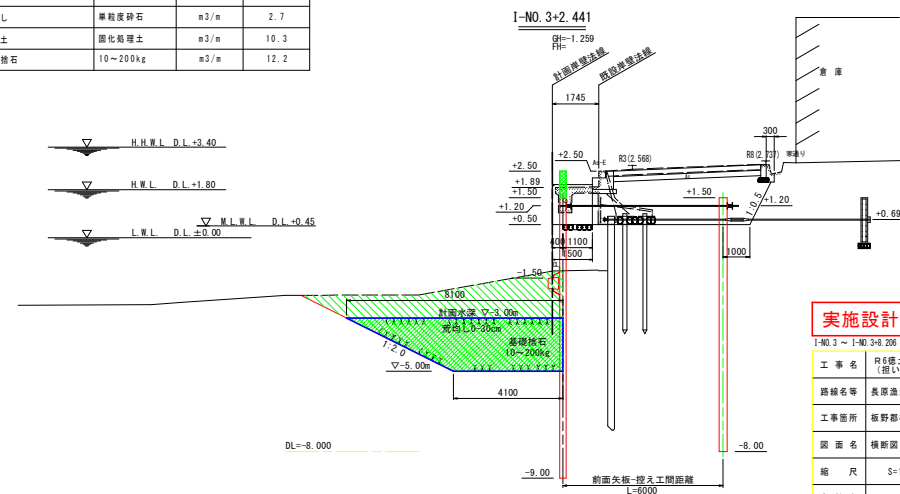 し 単粒度砕石 m3/m 2.7
土 固化処理土 m3/m 10.3
捨石 10～200kg m3/m 12.2
I-NO.3+2.441
GH=-1.259
FH=
計画岸壁法線
既設岸壁法線
1745
倉庫
300
H.H.W.L D.L.+3.40
H.W.L. D.L.+1.80
M.L.W.L D.L.+0.45
L.W.L. D.L.±0.00
+2.50
+2.50
As-E
R3(2.568)
R8(2.737)
+1.89
+1.50
+1.20
+0.50
+1.50
+1.20
1:0.5
+0.69
400
1100
1500
1000
-1.50
8100
計画水深 ▽-3.00m
荒均し0-30cm
基礎捨石
10～200kg
1:2.0
▽-5.00m
4100
DL=-8.000
-8.00
-9.00
前面矢板-控え工間距離
L=6000
実施設計
I-NO.3 ～ I-NO.3+8.206
工事名 R6徳土
(担い
路線名等 長原漁
工事箇所 板野郡
図面名 横断図
縮尺 S=